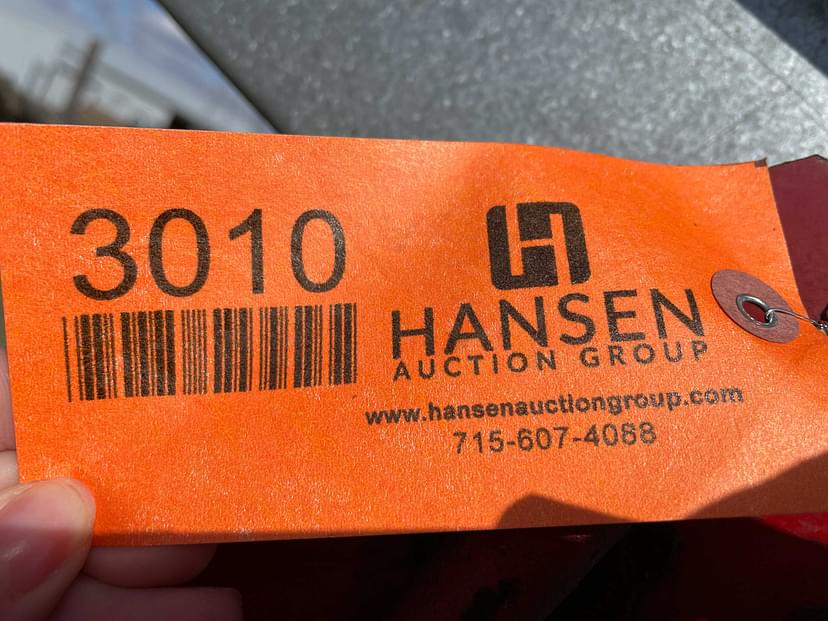 3010
HANSEN
AUCTION GROUP
www.hansenauctiongroup.com
715-607-4088